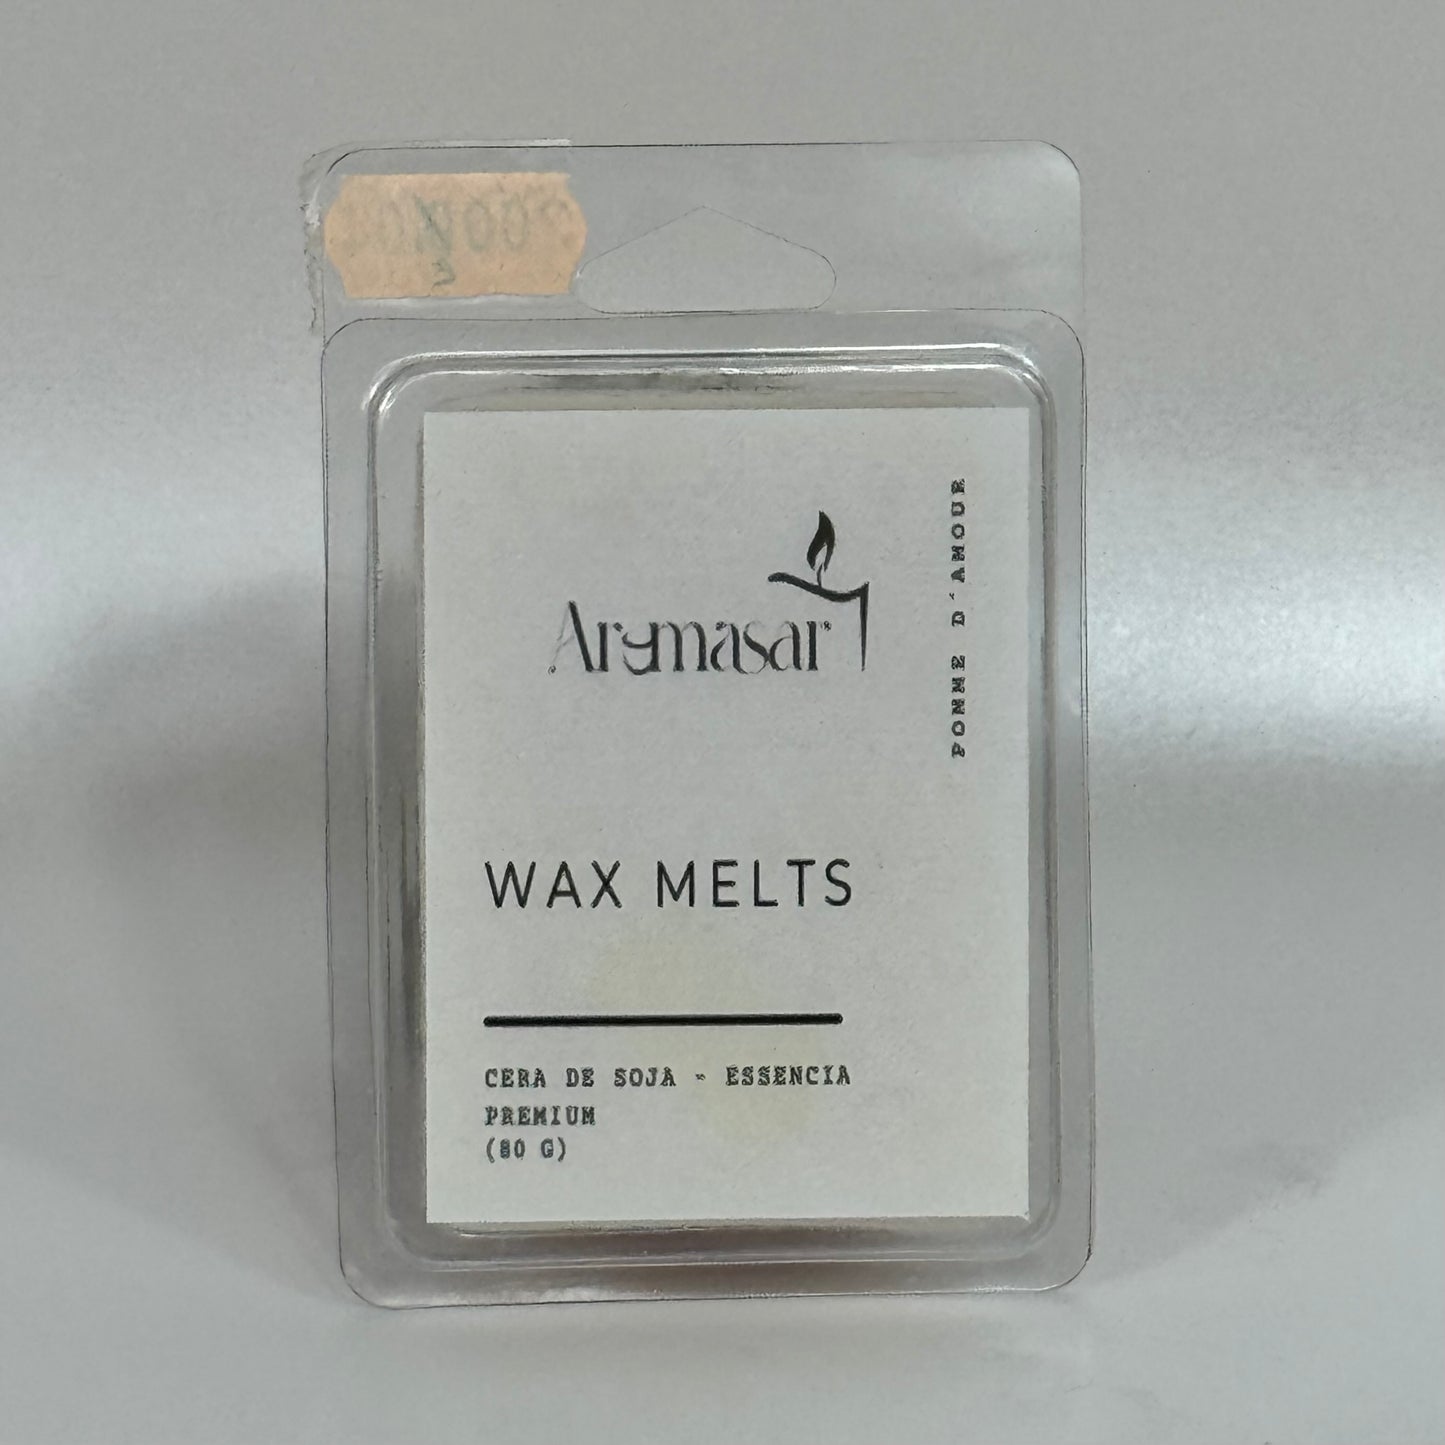 Aromasar
POMME D'AMOUR
WAX MELTS
CERA DE SOJA - ESSENCIA
PREMIUM
(80 G)